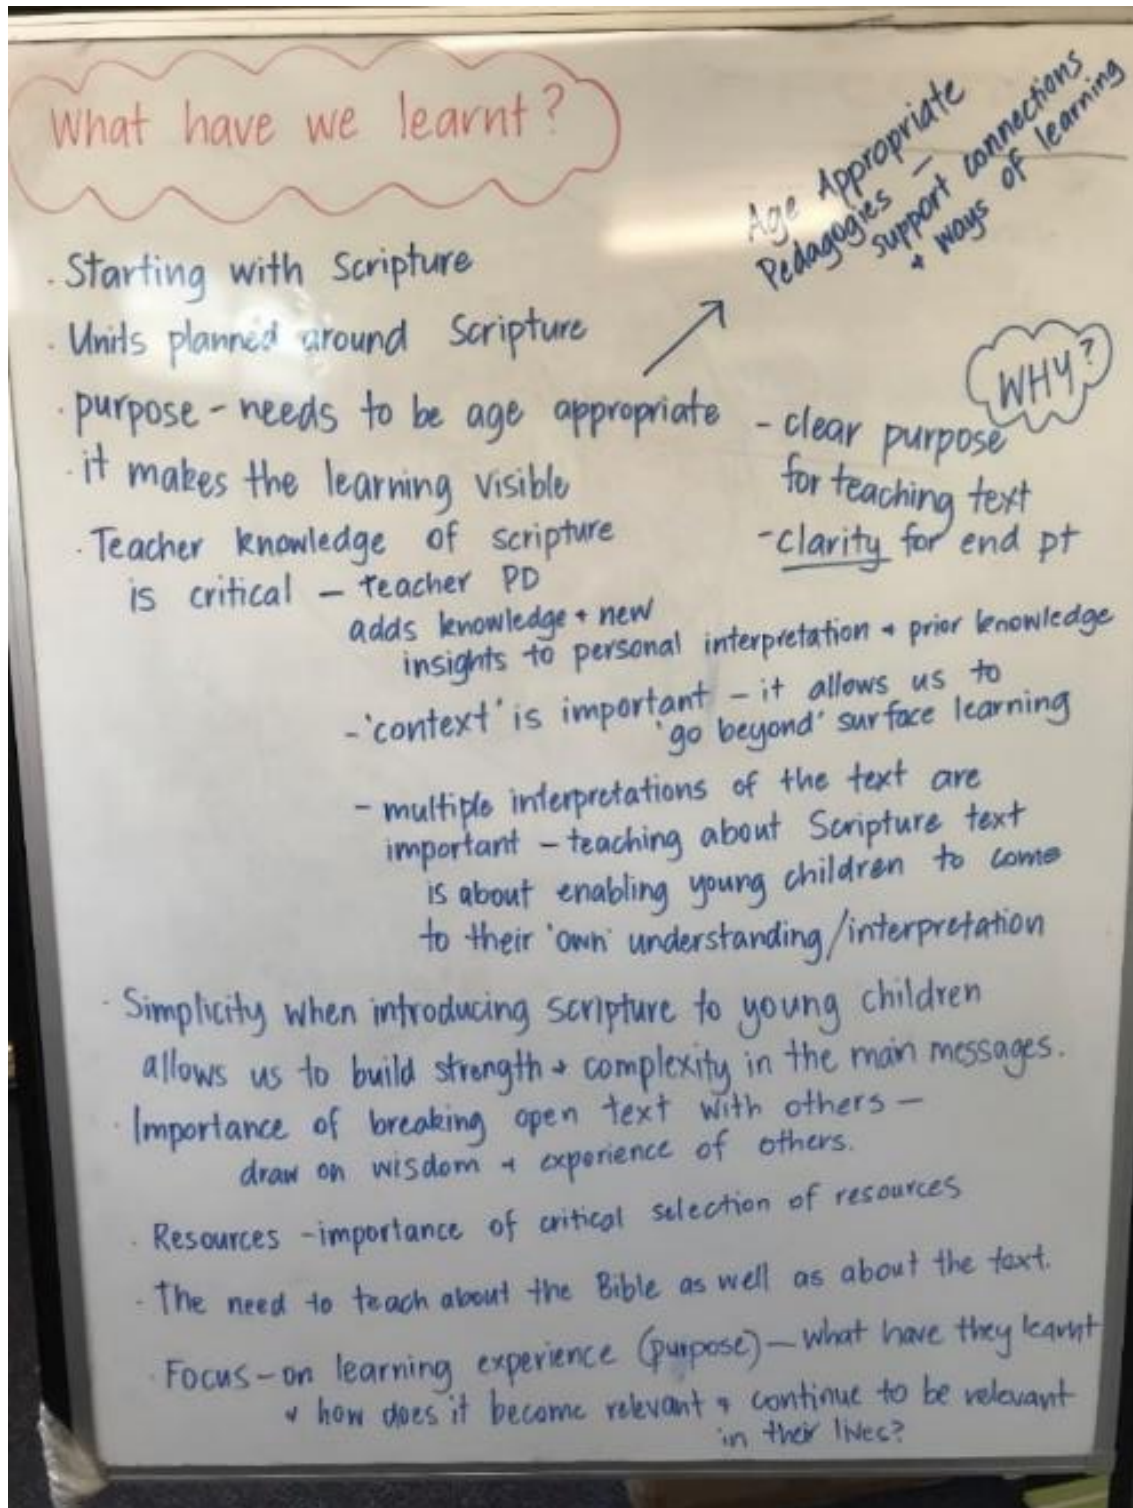 What have we learnt?
Age Appropriate
Pedagogies –
support connections
+ ways of learning
. Starting with Scripture
. Units planned around Scripture
. purpose - needs to be age appropriate
. it makes the learning visible
WHY?
- clear purpose
for teaching text
- clarity for end pt
. Teacher knowledge of scripture
is critical – teacher PD
adds knowledge + new
insights to personal interpretation + prior knowledge
- 'context' is important – it allows us to
'go beyond' surface learning
- multiple interpretations of the text are
important – teaching about Scripture text
is about enabling young children to come
to their 'own' understanding/interpretation
. Simplicity when introducing scripture to young children
allows us to build strength + complexity in the main messages.
. Importance of breaking open text with others –
draw on wisdom + experience of others.
. Resources - importance of critical selection of resources
. The need to teach about the Bible as well as about the text.
. Focus – on learning experience (purpose) – what have they learnt
+ how does it become relevant + continue to be relevant
in their lives?